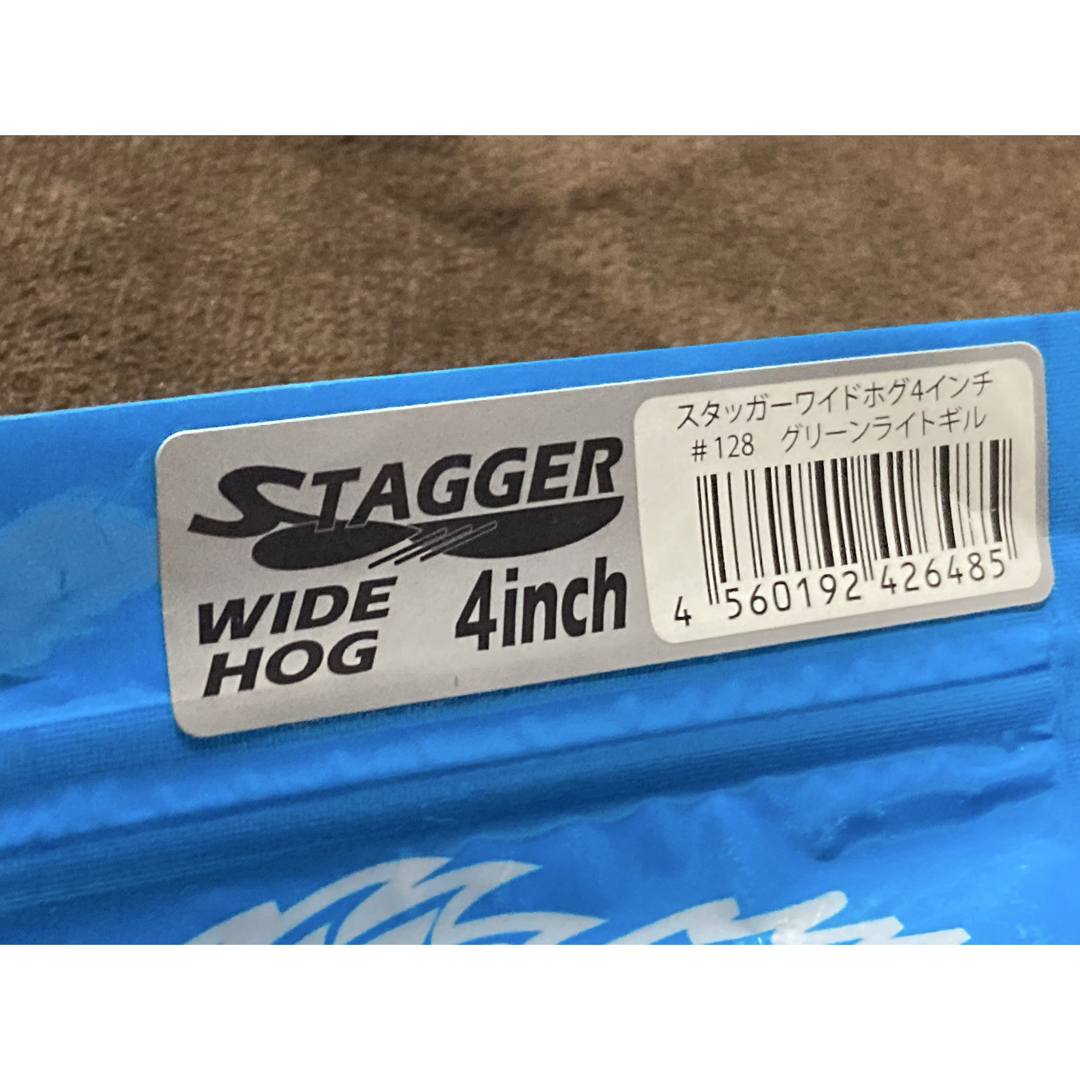 STAGGER
WIDE
HOG
4inch
スタッガーワイドホグ4インチ
#128 グリーンライトギル
4 560192 426485